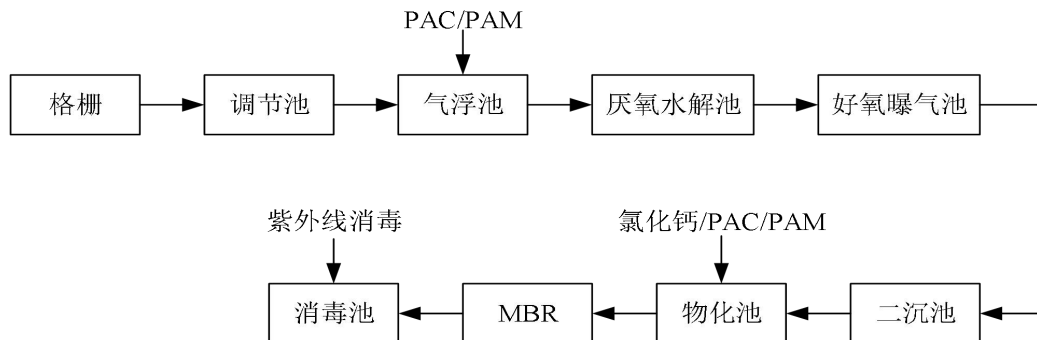 PAC/PAM
格栅
调节池
气浮池
厌氧水解池
好氧曝气池
紫外线消毒
氯化钙/PAC/PAM
消毒池
MBR
物化池
二沉池